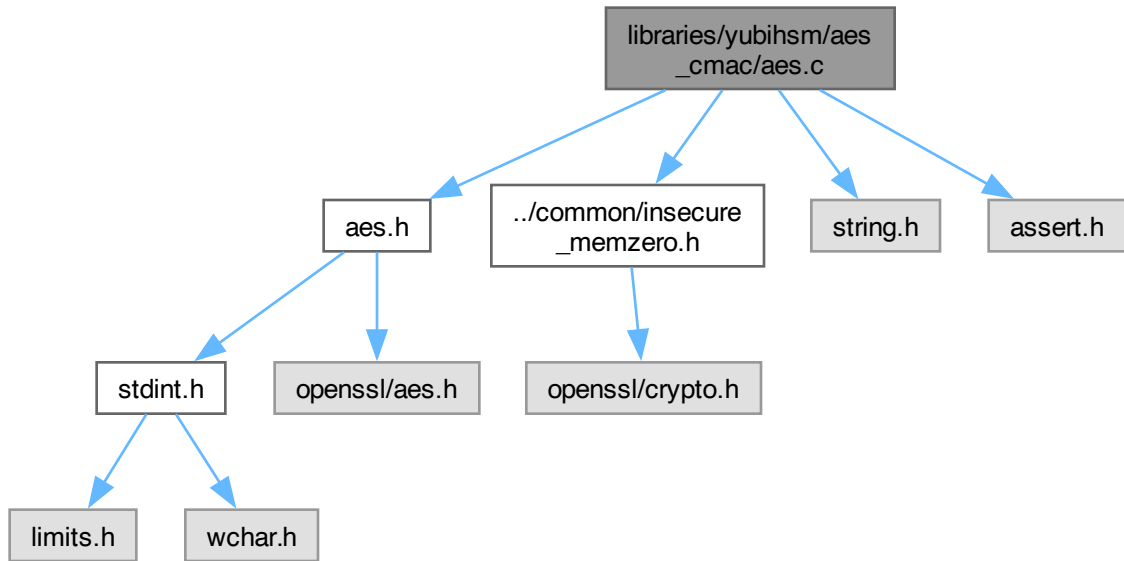 libraries/yubihsm/aes
_cmac/aes.c
aes.h
../common/insecure
_memzero.h
string.h
assert.h
stdint.h
openssl/aes.h
openssl/crypto.h
limits.h
wchar.h